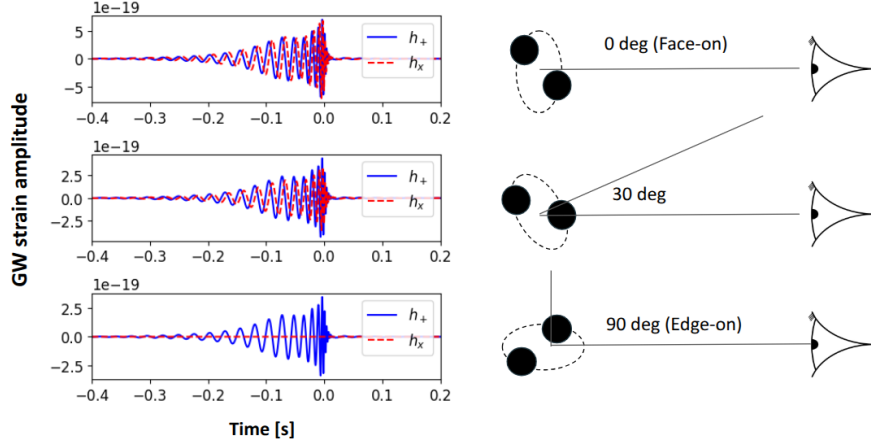 1e−19
5
0
−5
h+
hx
−0.4 −0.3 −0.2 −0.1 0.0 0.1 0.2
0 deg (Face-on)
1e−19
2.5
0.0
−2.5
h+
hx
−0.4 −0.3 −0.2 −0.1 0.0 0.1 0.2
30 deg
1e−19
2.5
0.0
−2.5
h+
hx
−0.4 −0.3 −0.2 −0.1 0.0 0.1 0.2
90 deg (Edge-on)
GW strain amplitude
Time [s]